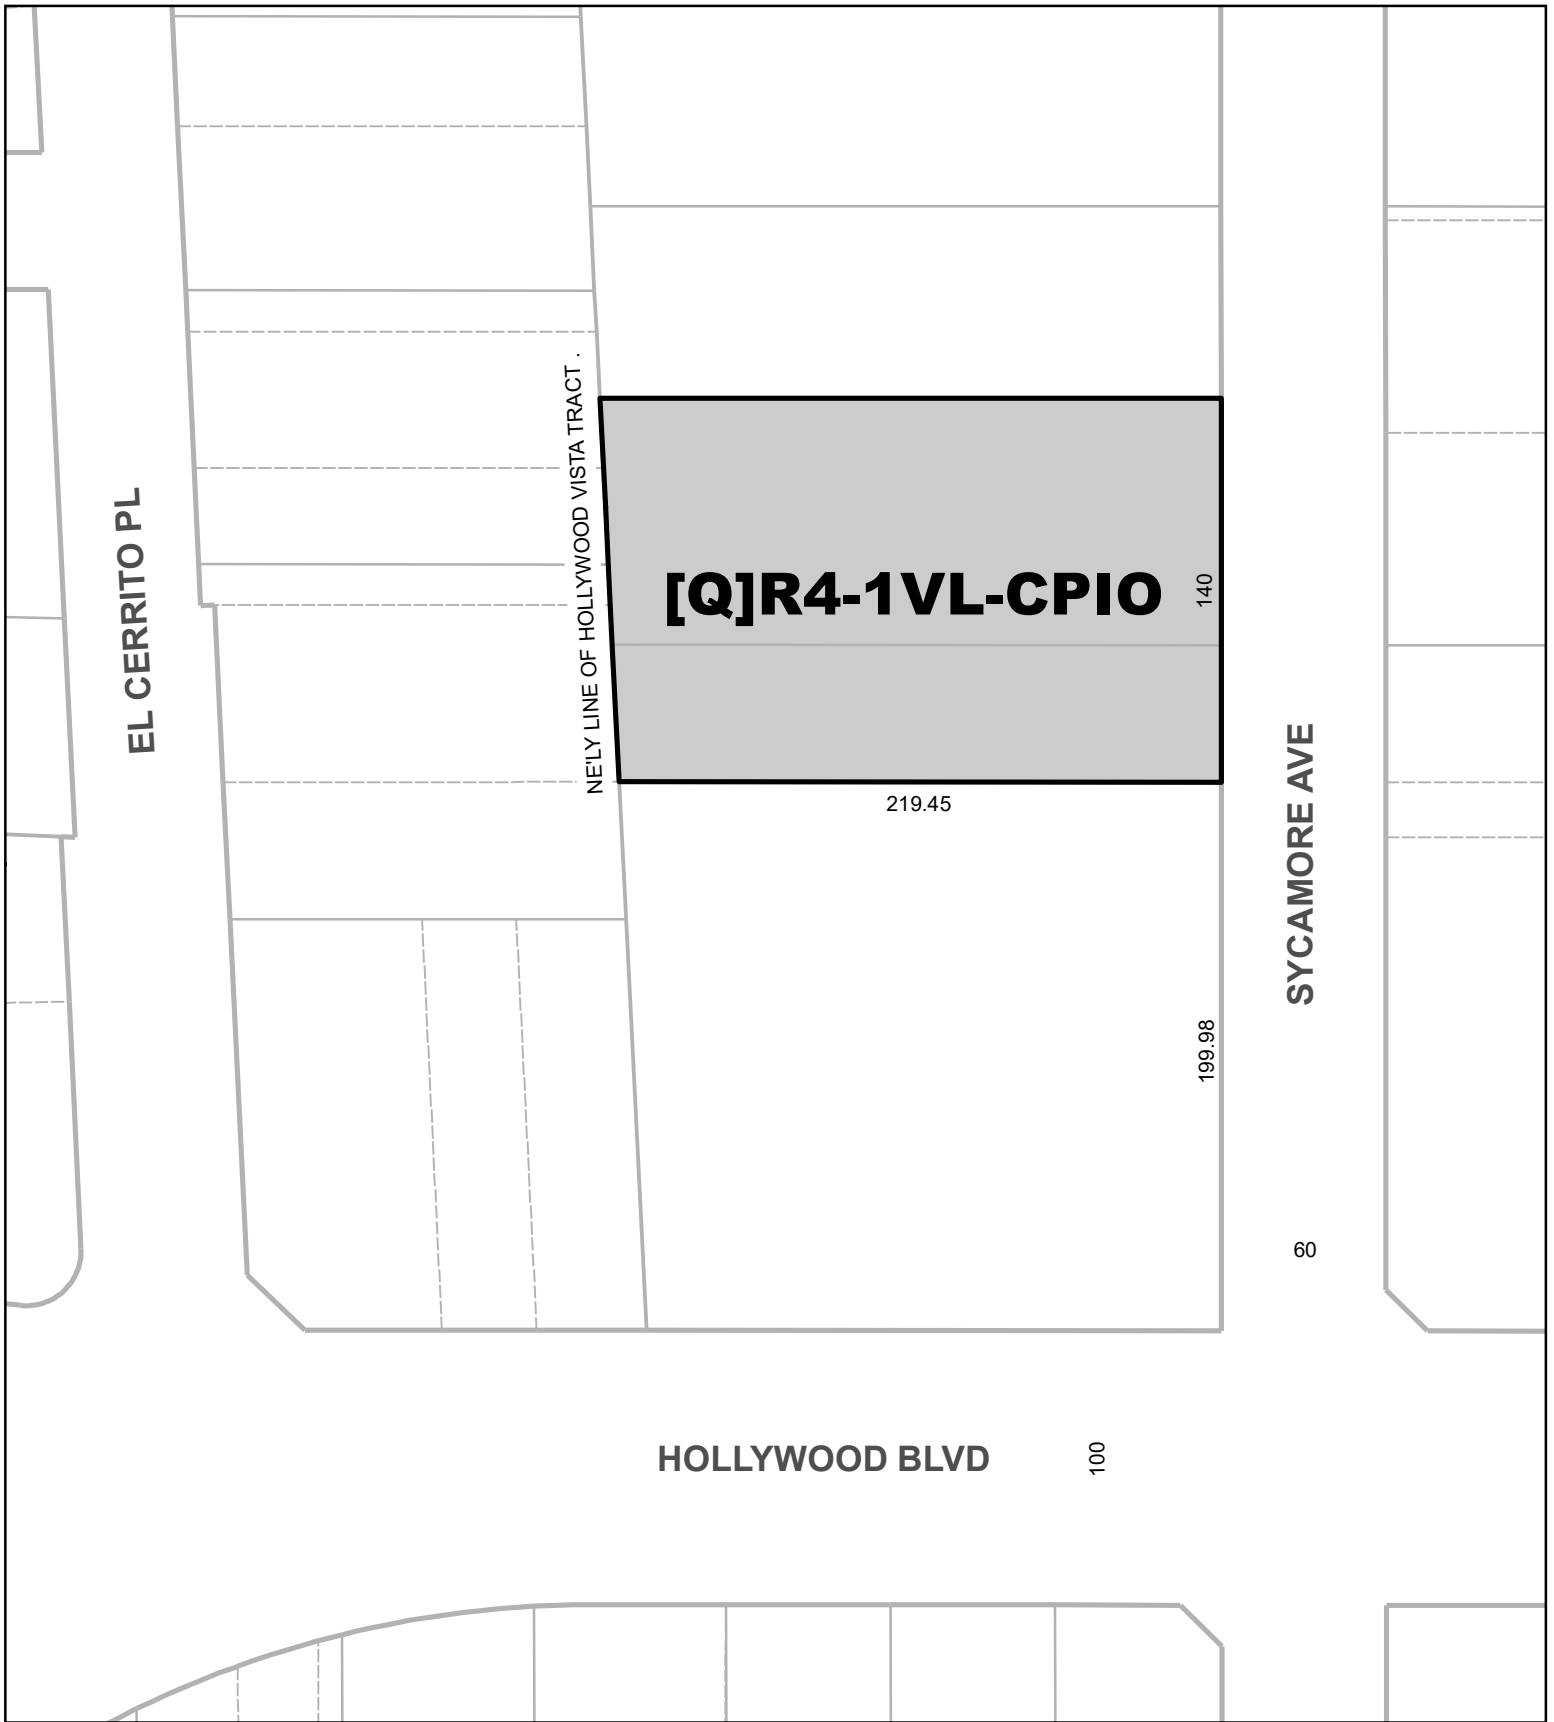 NE'LY LINE OF HOLLYWOOD VISTA TRACT .
EL CERRITO PL
[Q]R4-1VL-CPIO
140
219.45
SYCAMORE AVE
199.98
60
HOLLYWOOD BLVD
100